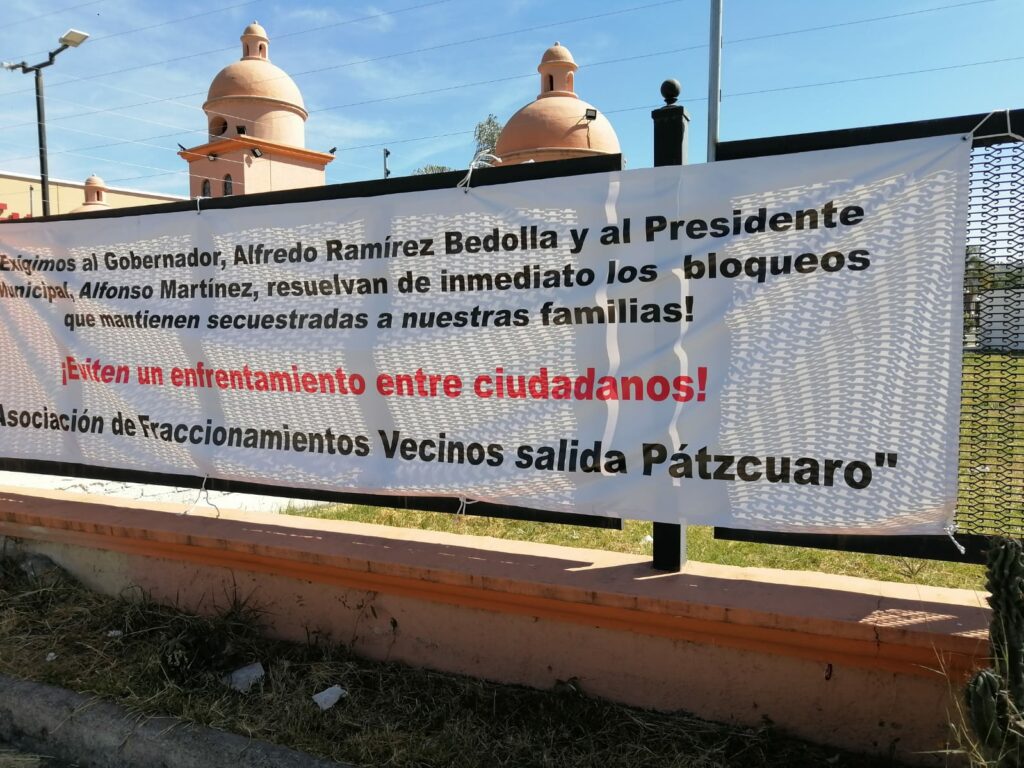 Exigimos al Gobernador, Alfredo Ramírez Bedolla y al Presidente
Municipal, Alfonso Martínez, resuelvan de inmediato los bloqueos
que mantienen secuestradas a nuestras familias!
¡Eviten un enfrentamiento entre ciudadanos!
Asociación de Fraccionamientos Vecinos salida Pátzcuaro"